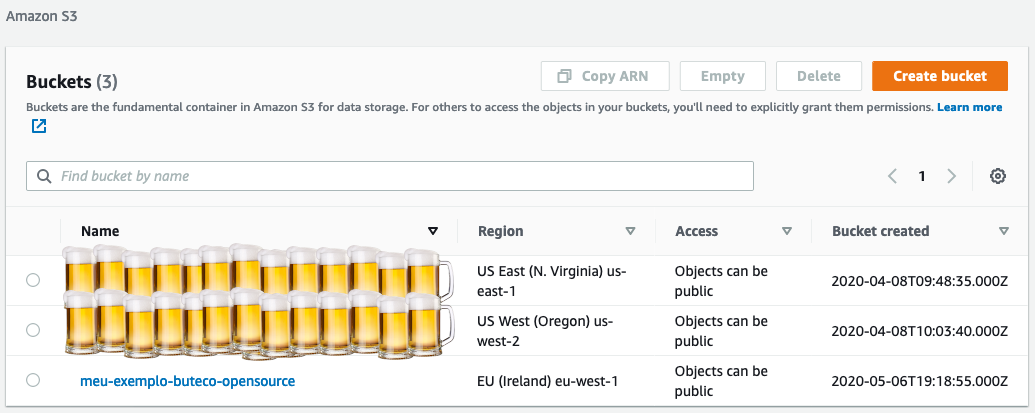 Amazon S3
Buckets (3)
Copy ARN
Empty
Delete
Create bucket
Buckets are the fundamental container in Amazon S3 for data storage. For others to access the objects in your buckets, you'll need to explicitly grant them permissions. Learn more
Find bucket by name
1
Name
Region
Access
Bucket created
US East (N. Virginia) us-
east-1
Objects can be
public
2020-04-08T09:48:35.000Z
US West (Oregon) us-
west-2
Objects can be
public
2020-04-08T10:03:40.000Z
meu-exemplo-buteco-opensource
EU (Ireland) eu-west-1
Objects can be
public
2020-05-06T19:18:55.000Z